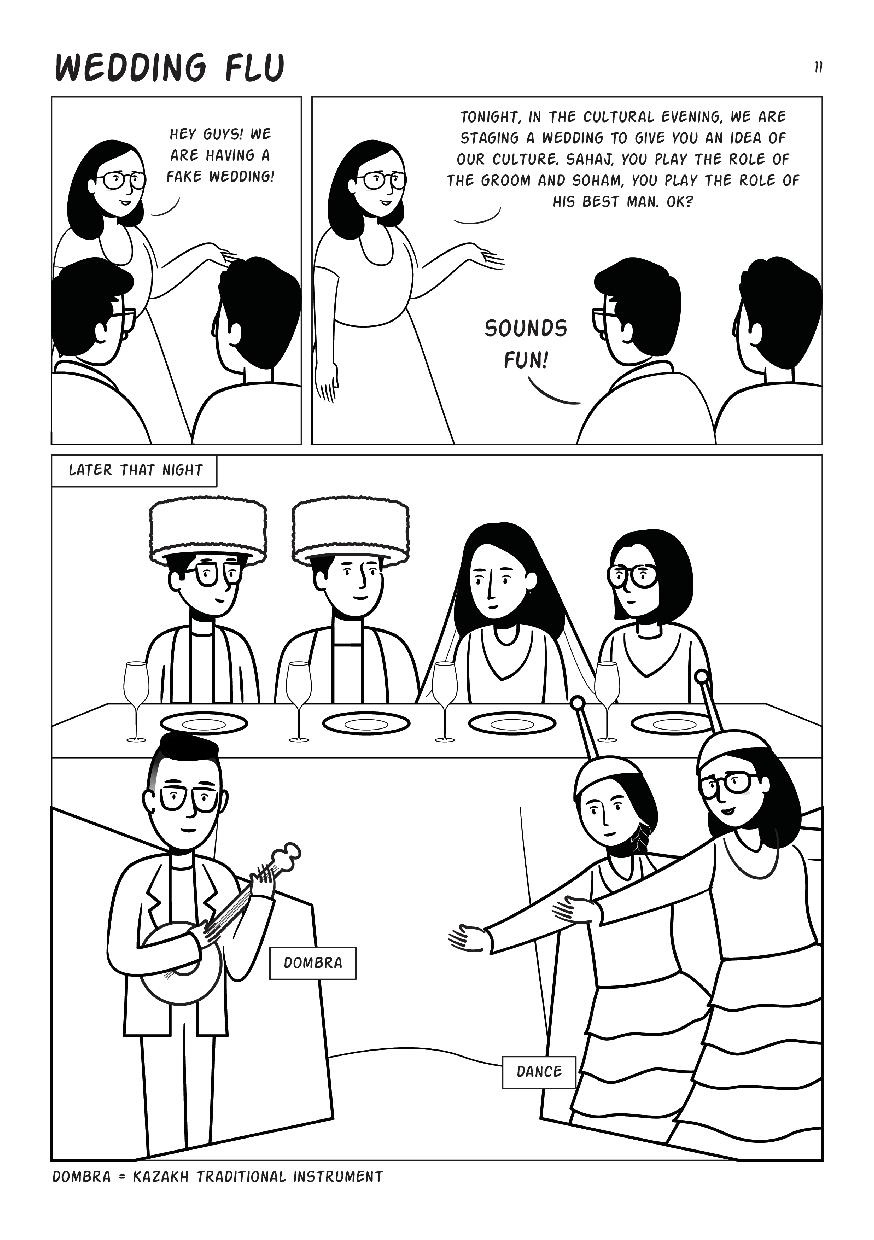 WEDDING FLU
11
HEY GUYS! WE
ARE HAVING A
FAKE WEDDING!
TONIGHT, IN THE CULTURAL EVENING, WE ARE
STAGING A WEDDING TO GIVE YOU AN IDEA OF
OUR CULTURE. SAHAJ, YOU PLAY THE ROLE OF
THE GROOM AND SOHAM, YOU PLAY THE ROLE OF
HIS BEST MAN. OK?
SOUNDS
FUN!
LATER THAT NIGHT
DOMBRA
DANCE
DOMBRA = KAZAKH TRADITIONAL INSTRUMENT